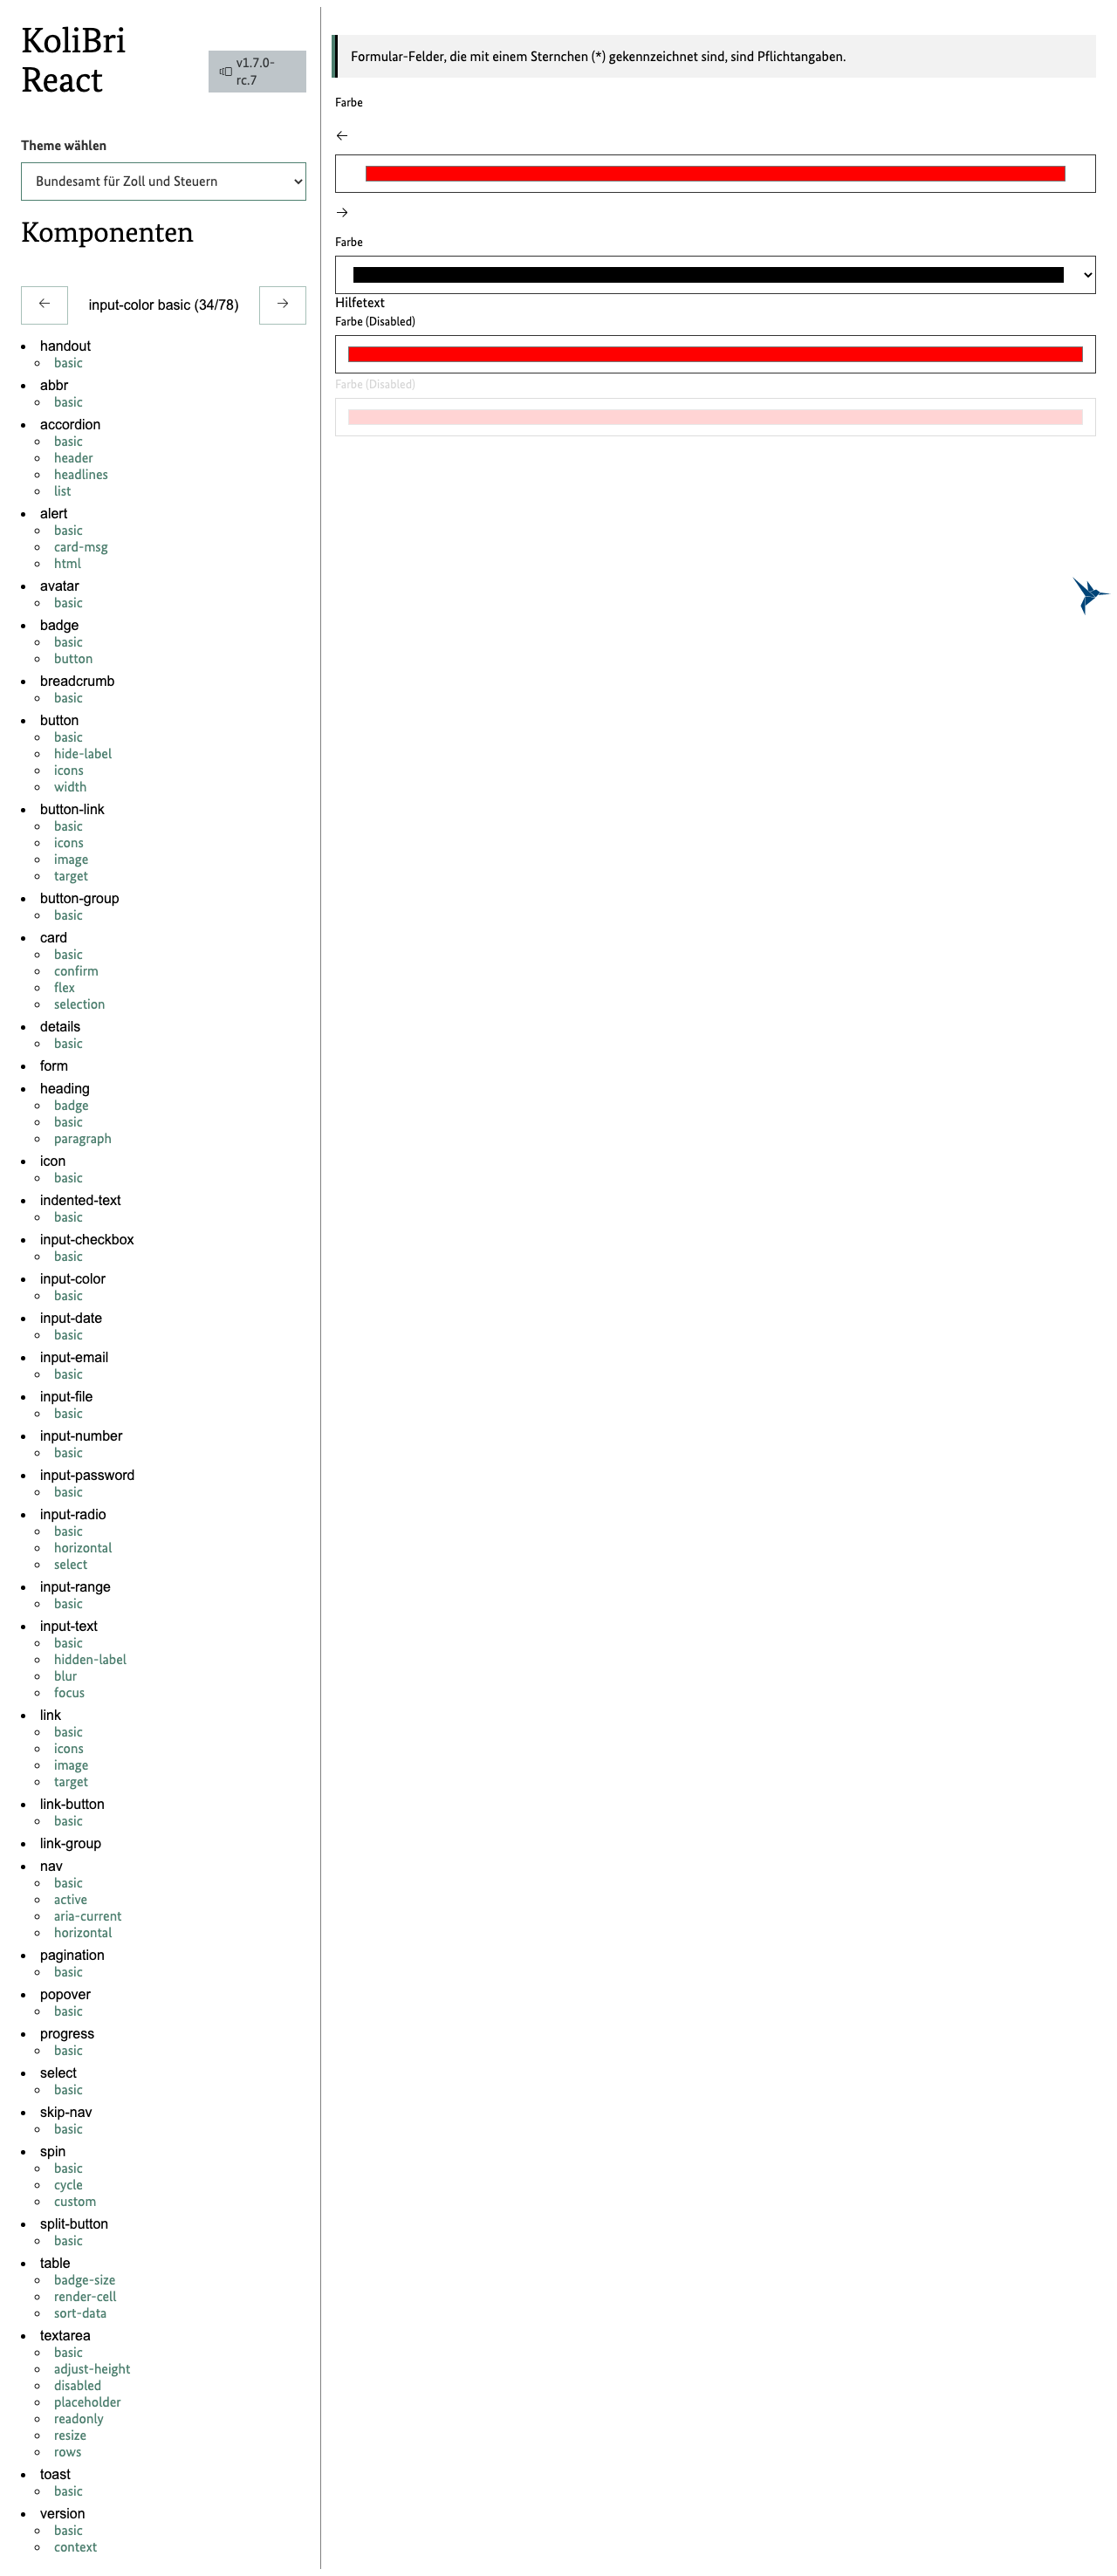 KoliBri
React
v1.7.0-
rc.7
Theme wählen
Bundesamt für Zoll und Steuern
Komponenten
←
input-color basic (34/78)
→
handout
basic
abbr
basic
accordion
basic
header
headlines
list
alert
basic
card-msg
html
avatar
basic
badge
basic
button
breadcrumb
basic
button
basic
hide-label
icons
width
button-link
basic
icons
image
target
button-group
basic
card
basic
confirm
flex
selection
details
basic
form
heading
badge
basic
paragraph
icon
basic
indented-text
basic
input-checkbox
basic
input-color
basic
input-date
basic
input-email
basic
input-file
basic
input-number
basic
input-password
basic
input-radio
basic
horizontal
select
input-range
basic
input-text
basic
hidden-label
blur
focus
link
basic
icons
image
target
link-button
basic
link-group
nav
basic
active
aria-current
horizontal
pagination
basic
popover
basic
progress
basic
select
basic
skip-nav
basic
spin
basic
cycle
custom
split-button
basic
table
badge-size
render-cell
sort-data
textarea
basic
adjust-height
disabled
placeholder
readonly
resize
rows
toast
basic
version
basic
context
Formular-Felder, die mit einem Sternchen (*) gekennzeichnet sind, sind Pflichtangaben.
Farbe
←
→
Farbe
Hilfetext
Farbe (Disabled)
Farbe (Disabled)